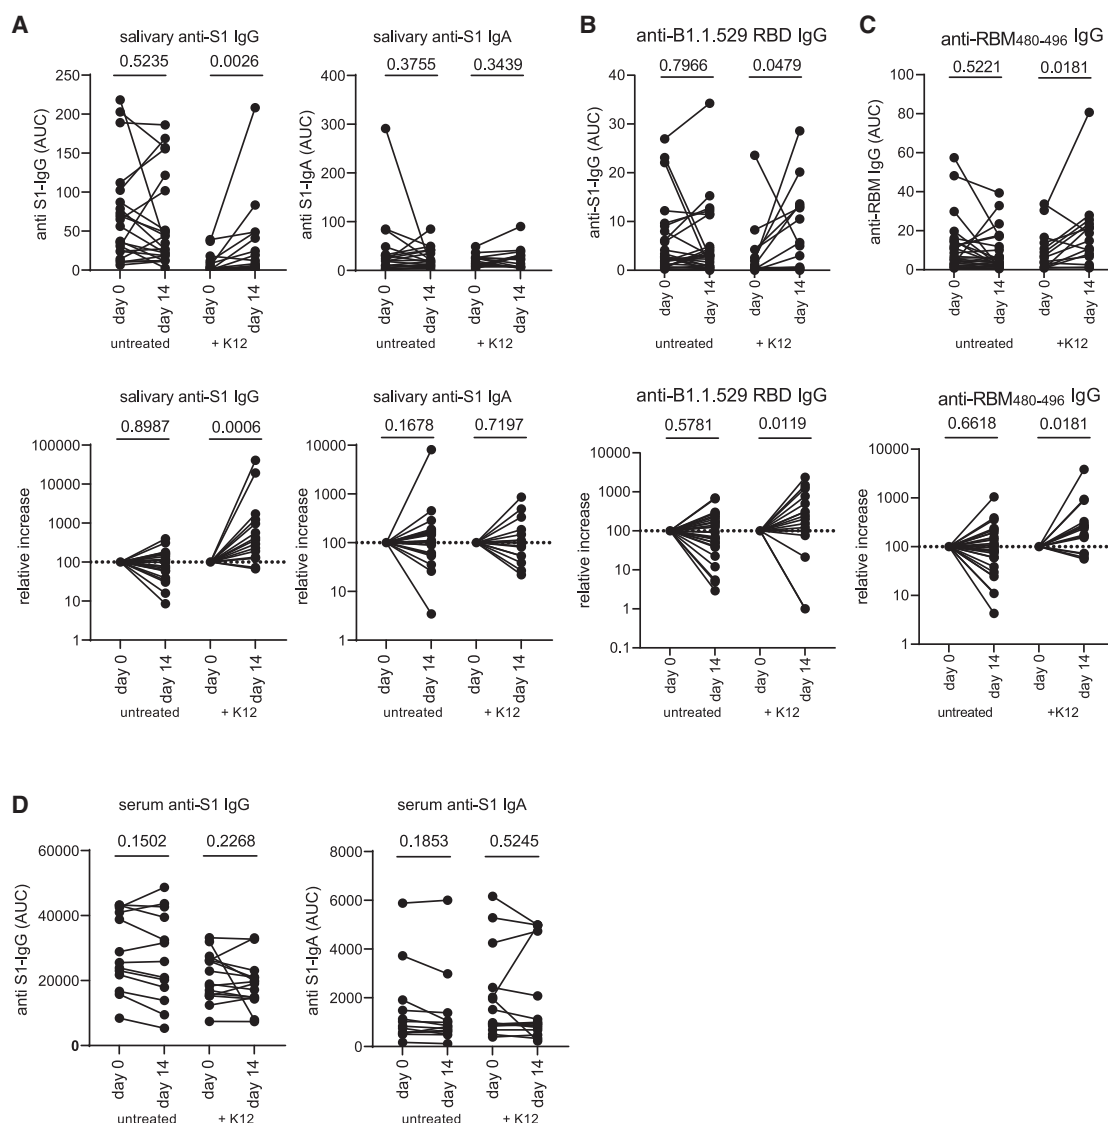 A
salivary anti-S1 IgG
0.5235
0.0026
anti S1-IgG (AUC)
250
200
150
100
50
0
day 0
day 14
day 0
day 14
untreated
+ K12
salivary anti-S1 IgA
0.3755
0.3439
anti S1-IgA (AUC)
400
300
200
100
0
day 0
day 14
day 0
day 14
untreated
+ K12
B
anti-B1.1.529 RBD IgG
0.7966
0.0479
anti-S1-IgG (AUC)
40
30
20
10
0
day 0
day 14
day 0
day 14
untreated
+ K12
C
anti-RBM480-496 IgG
0.5221
0.0181
anti-RBM IgG (AUC)
100
80
60
40
20
0
day 0
day 14
day 0
day 14
untreated
+K12
salivary anti-S1 IgG
0.8987
0.0006
relative increase
100000
10000
1000
100
10
1
day 0
day 14
day 0
day 14
untreated
+ K12
salivary anti-S1 IgA
0.1678
0.7197
relative increase
10000
1000
100
10
1
day 0
day 14
day 0
day 14
untreated
+ K12
anti-B1.1.529 RBD IgG
0.5781
0.0119
relative increase
10000
1000
100
10
1
0.1
day 0
day 14
day 0
day 14
untreated
+ K12
anti-RBM480-496 IgG
0.6618
0.0181
relative increase
10000
1000
100
10
1
day 0
day 14
day 0
day 14
untreated
+K12
D
serum anti-S1 IgG
0.1502
0.2268
anti S1-IgG (AUC)
60000
40000
20000
0
day 0
day 14
day 0
day 14
untreated
+ K12
serum anti-S1 IgA
0.1853
0.5245
anti S1-IgA (AUC)
8000
6000
4000
2000
0
day 0
day 14
day 0
day 14
untreated
+ K12